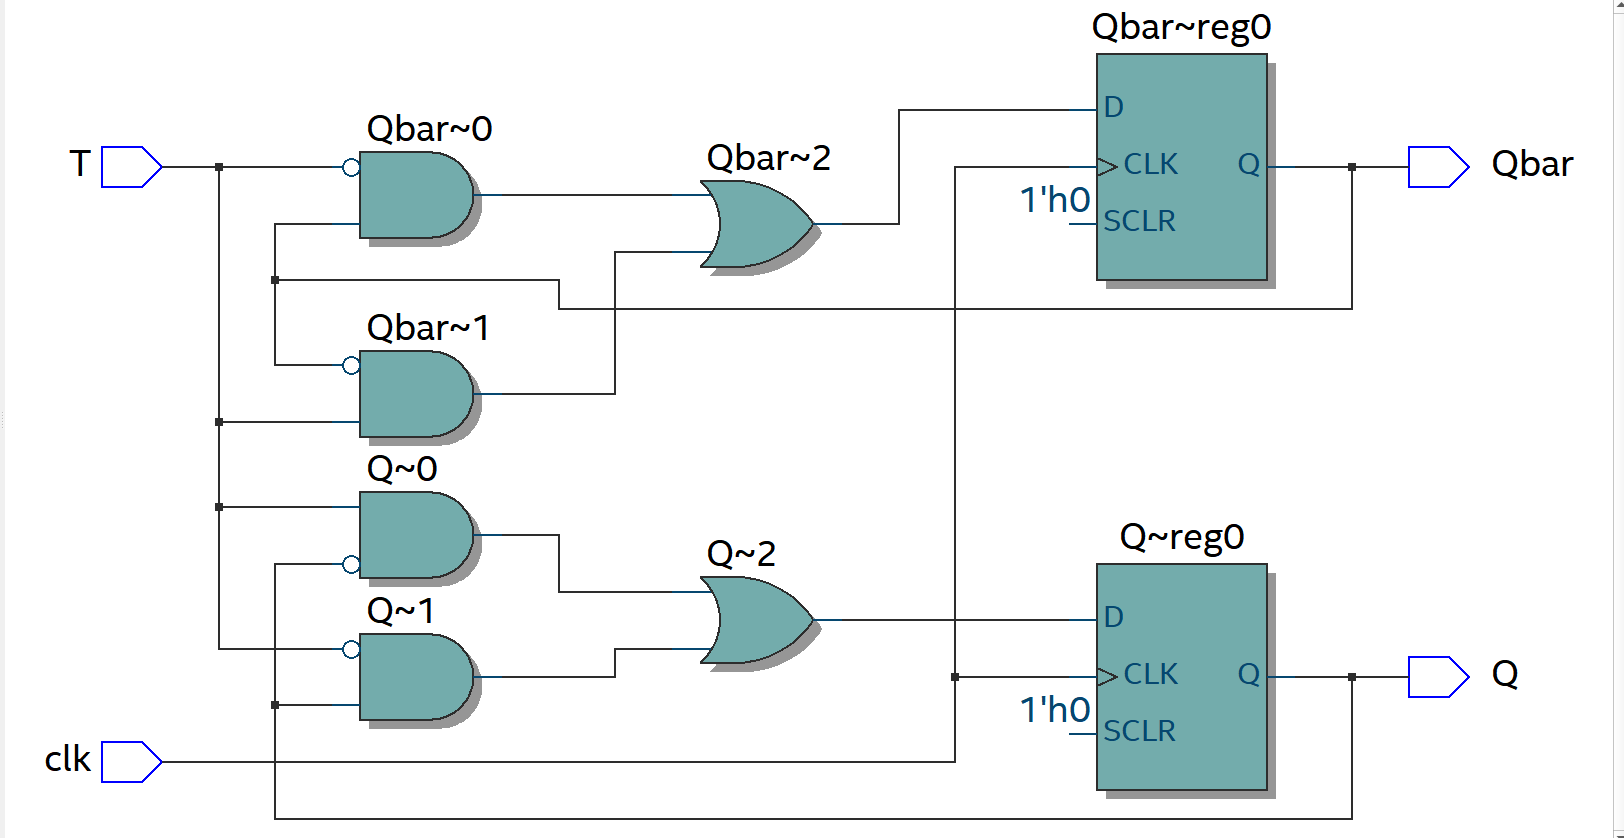 Qbar~reg0
Qbar~0
D
Qbar~2
T
CLK
Q
Qbar
1'h0
SCLR
Qbar~1
Q~0
Q~reg0
Q~2
Q~1
D
CLK
Q
Q
1'h0
SCLR
clk